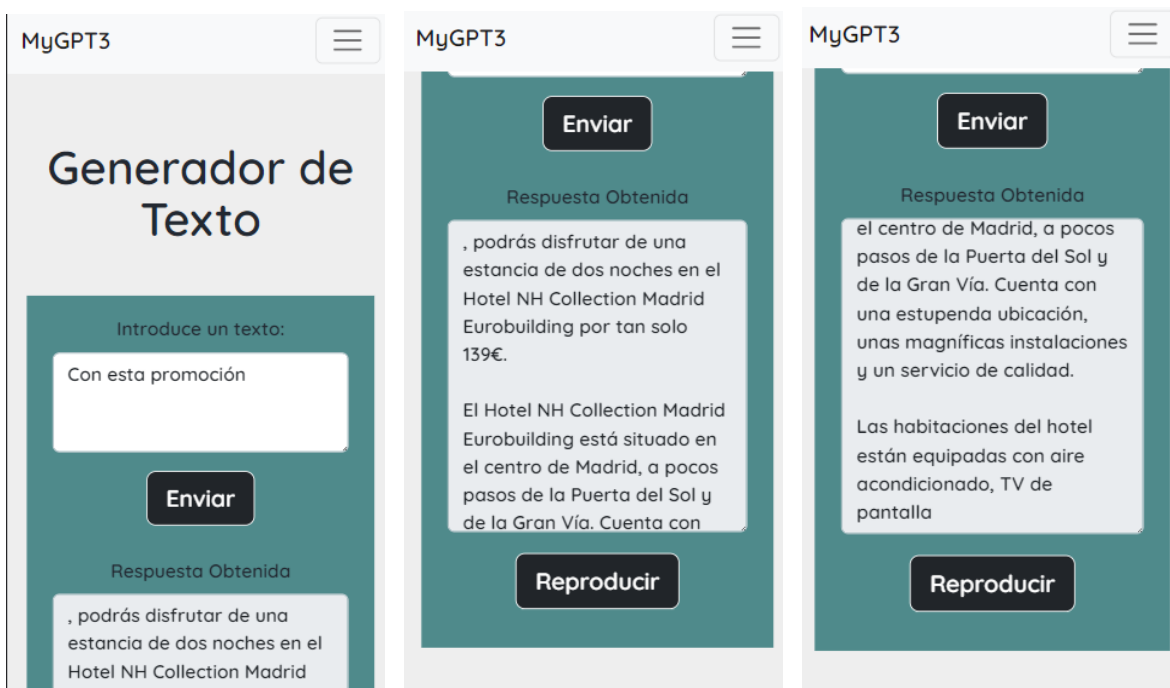 MyGPT3
Generador de
Texto
Introduce un texto:
Con esta promoción
Enviar
Respuesta Obtenida
, podrás disfrutar de una
estancia de dos noches en el
Hotel NH Collection Madrid
MyGPT3
Enviar
Respuesta Obtenida
, podrás disfrutar de una
estancia de dos noches en el
Hotel NH Collection Madrid
Eurobuilding por tan solo
139€.
El Hotel NH Collection Madrid
Eurobuilding está situado en
el centro de Madrid, a pocos
pasos de la Puerta del Sol y
de la Gran Vía. Cuenta con
Reproducir
MyGPT3
Enviar
Respuesta Obtenida
el centro de Madrid, a pocos
pasos de la Puerta del Sol y
de la Gran Vía. Cuenta con
una estupenda ubicación,
unas magníficas instalaciones
y un servicio de calidad.
Las habitaciones del hotel
están equipadas con aire
acondicionado, TV de
pantalla
Reproducir